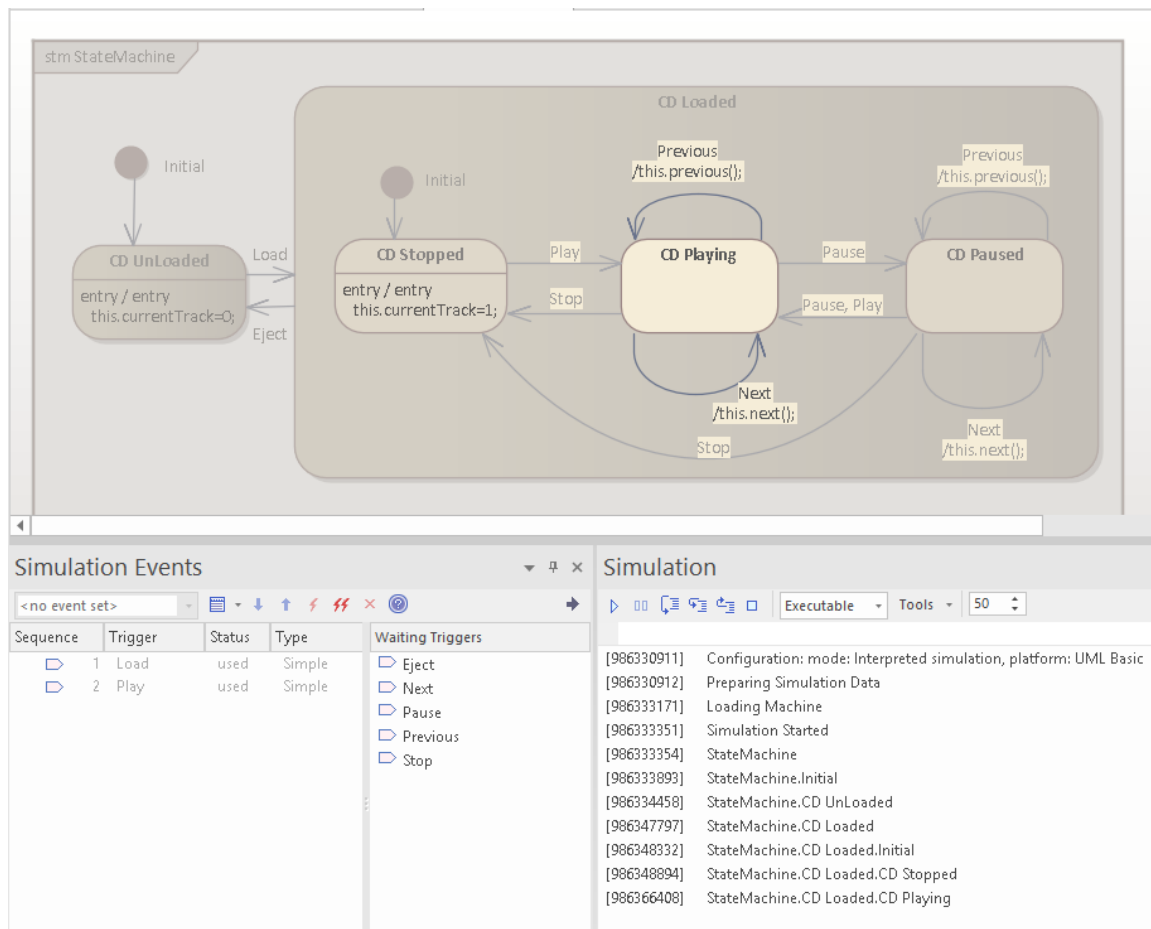 stm StateMachine
CD Loaded
Initial
Initial
Previous
/this.previous();
Previous
/this.previous();
CD UnLoaded
entry / entry
this.currentTrack=0;
Load
Eject
CD Stopped
entry / entry
this.currentTrack=1;
Play
Stop
CD Playing
Pause
Pause, Play
CD Paused
Next
/this.next();
Stop
Next
/this.next();
Simulation Events
<no event set>
Sequence Trigger Status Type
1 Load used Simple
2 Play used Simple
Waiting Triggers
Eject
Next
Pause
Previous
Stop
Simulation
Executable Tools 50
[986330911] Configuration: mode: Interpreted simulation, platform: UML Basic
[986330912] Preparing Simulation Data
[986333171] Loading Machine
[986333351] Simulation Started
[986333354] StateMachine
[986333893] StateMachine.Initial
[986334458] StateMachine.CD UnLoaded
[986347797] StateMachine.CD Loaded
[986348332] StateMachine.CD Loaded.Initial
[986348894] StateMachine.CD Loaded.CD Stopped
[986366408] StateMachine.CD Loaded.CD Playing